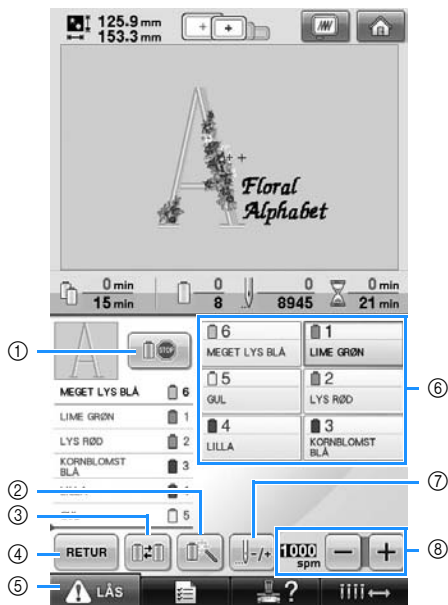 125.9 mm
153.3 mm
Floral
Alphabet
0 min
15 min
0
8
0
8945
0 min
21 min
① STOP
MEGET LYS BLÅ 6
LIME GRØN 1
LYS RØD 2
KORNBLOMST
BLÅ 3
5
6
MEGET LYS BLÅ
1
LIME GRØN
5
GUL
2
LYS RØD
4
LILLA
3
KORNBLOMST
BLÅ
⑥
②
③
⑦
④ RETUR
-/+
1000
spm
− +
⑧
⑤ LÅS
?